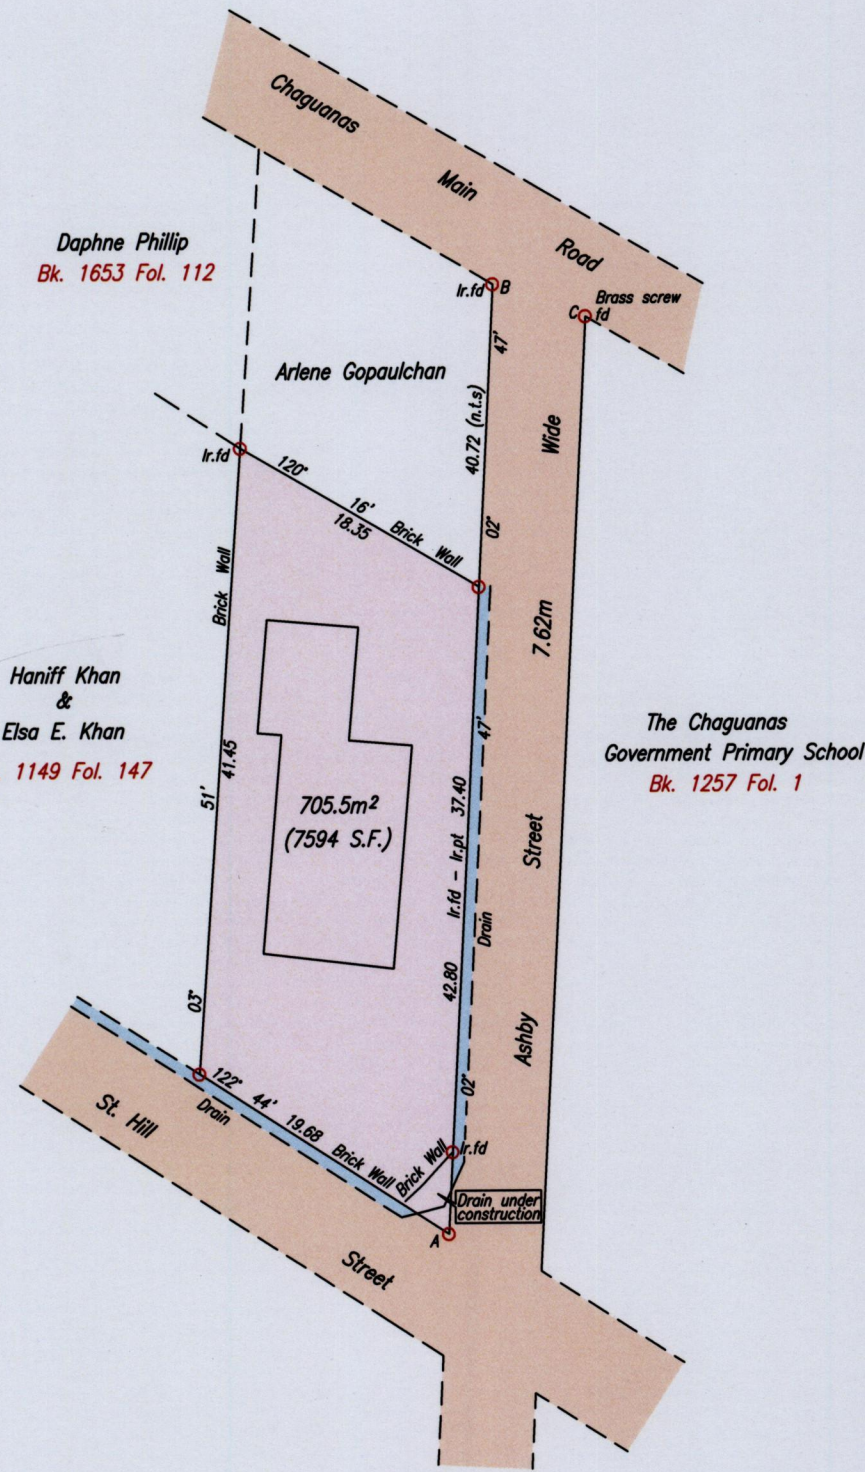 Chaguanas
Main
Road
Daphne Phillip
Bk. 1653 Fol. 112
Ir.fd
B
C
Brass screw
fd
Arlene Gopaulchan
47'
40.72 (n.t.s)
02°
Wide
Ir.fd
120°
16'
18.35
Brick Wall
Brick Wall
7.62m
Haniff Khan
&
Elsa E. Khan
1149 Fol. 147
The Chaguanas
Government Primary School
Bk. 1257 Fol. 1
51'
41.45
03°
705.5m²
(7594 S.F.)
47'
Ir.fd - Ir.pt 37.40
42.80
02°
Drain
Street
Ashby
122°
44'
19.68
Brick Wall
Drain
St. Hill
Street
Brick Wall
Ir.fd
Drain under
construction
A